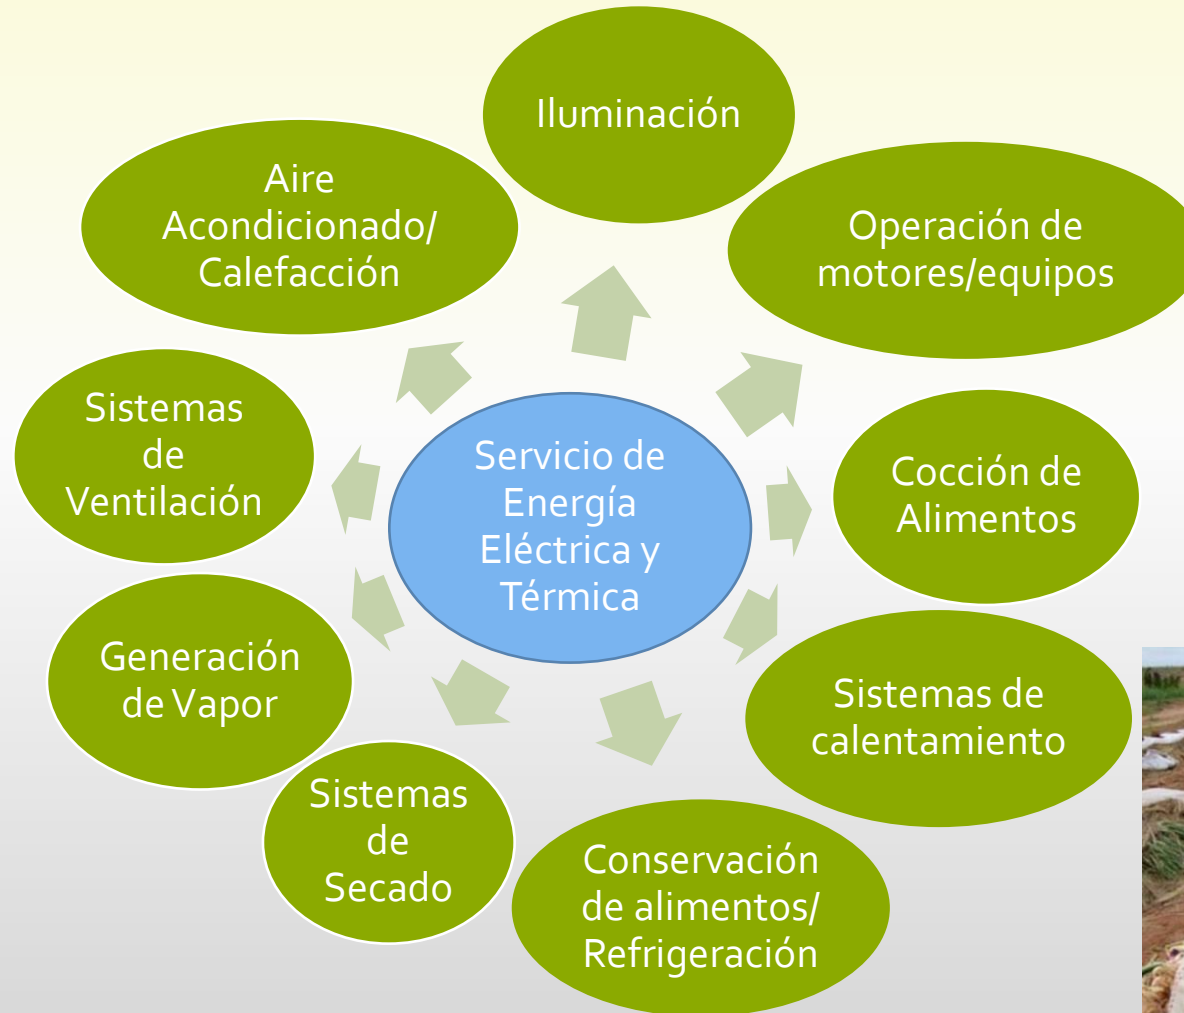 Iluminación
Aire
Acondicionado/
Calefacción
Operación de
motores/equipos
Sistemas
de
Ventilación
Servicio de
Energía
Eléctrica y
Térmica
Cocción de
Alimentos
Generación
de Vapor
Sistemas de
calentamiento
Sistemas
de
Secado
Conservación
de alimentos/
Refrigeración